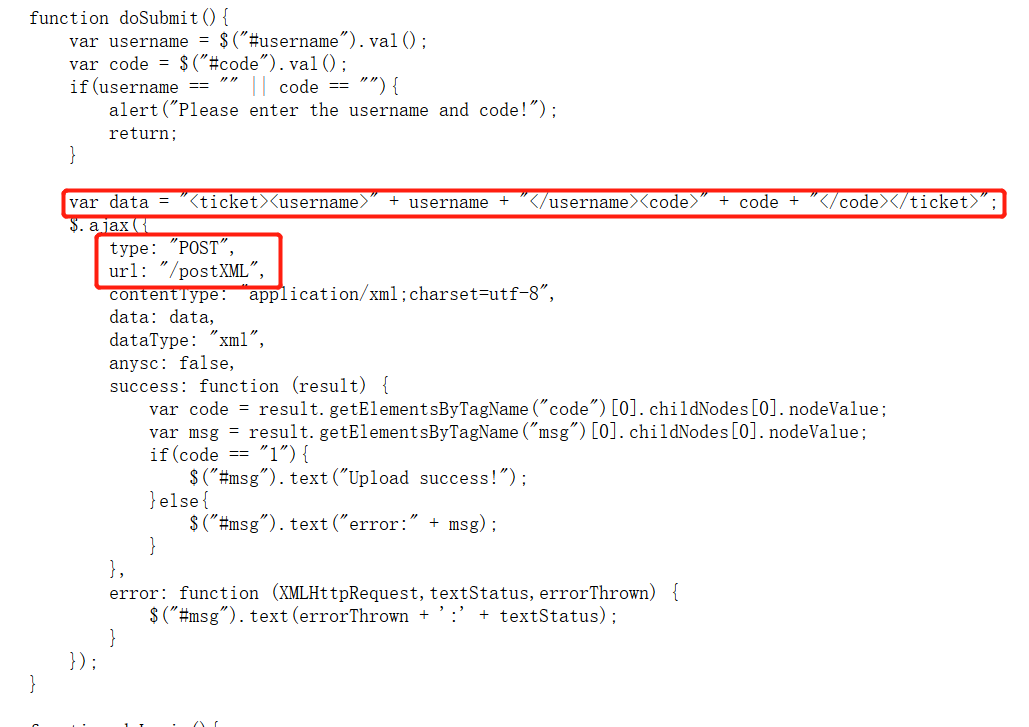 function doSubmit(){
    var username = $("#username").val();
    var code = $("#code").val();
    if(username == "" || code == ""){
        alert("Please enter the username and code!");
        return;
    }
    var data = "<ticket><username>" + username + "</username><code>" + code + "</code></ticket>";
    $.ajax({
        type: "POST",
        url: "/postXML",
        contentType: "application/xml;charset=utf-8",
        data: data,
        dataType: "xml",
        anysc: false,
        success: function (result) {
            var code = result.getElementsByTagName("code")[0].childNodes[0].nodeValue;
            var msg = result.getElementsByTagName("msg")[0].childNodes[0].nodeValue;
            if(code == "1"){
                $("#msg").text("Upload success!");
            }else{
                $("#msg").text("error:" + msg);
            }
        },
        error: function (XMLHttpRequest,textStatus,errorThrown) {
            $("#msg").text(errorThrown + ':' + textStatus);
        }
    });
}